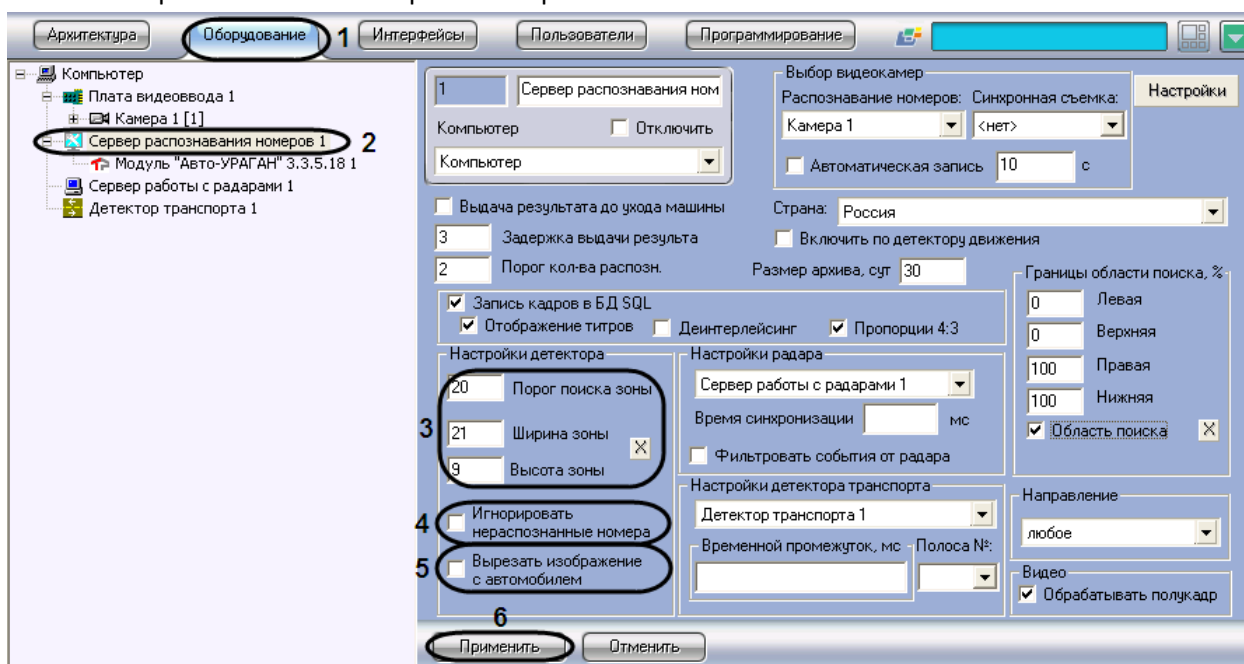 Архитектура Оборудование 1 Интерфейсы Пользователи Программирование
Компьютер
Плата видеоввода 1
Камера 1 [1]
Сервер распознавания номеров 1 2
Модуль "Авто-УРАГАН" 3.3.5.18 1
Сервер работы с радарами 1
Детектор транспорта 1
1 Сервер распознавания ном
Компьютер Отключить
Компьютер
Выбор видеокамер
Распознавание номеров: Синхронная съемка:
Камера 1 <нет>
Автоматическая запись 10 с
Настройки
Выдача результата до ухода машины
Страна: Россия
3 Задержка выдачи результа
Включить по детектору движения
2 Порог кол-ва распозн.
Размер архива, сут 30
Запись кадров в БД SQL
Отображение титров Деинтерлейсинг Пропорции 4:3
Границы области поиска, %
0 Левая
0 Верхняя
100 Правая
100 Нижняя
Область поиска X
Настройки детектора
20 Порог поиска зоны
3 21 Ширина зоны X
9 Высота зоны
4 Игнорировать
нераспознанные номера
5 Вырезать изображение
с автомобилем
Настройки радара
Сервер работы с радарами 1
Время синхронизации мс
Фильтровать события от радара
Настройки детектора транспорта
Детектор транспорта 1
Временной промежуток, мс Полоса №:
Направление
любое
Видео
Обрабатывать полукадр
6
Применить Отменить